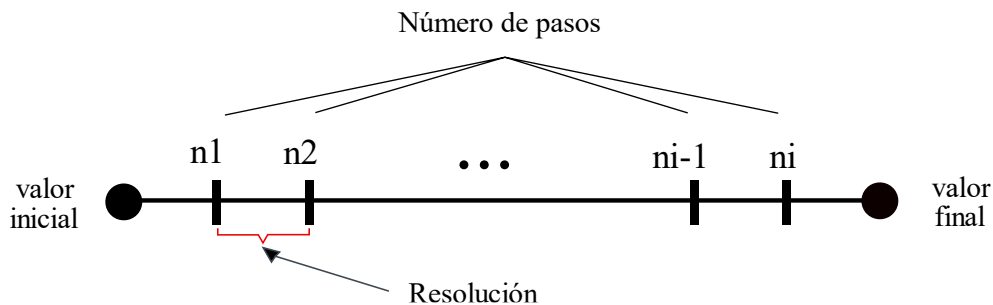 Número de pasos
n1
n2
...
ni-1
ni
valor
inicial
valor
final
Resolución